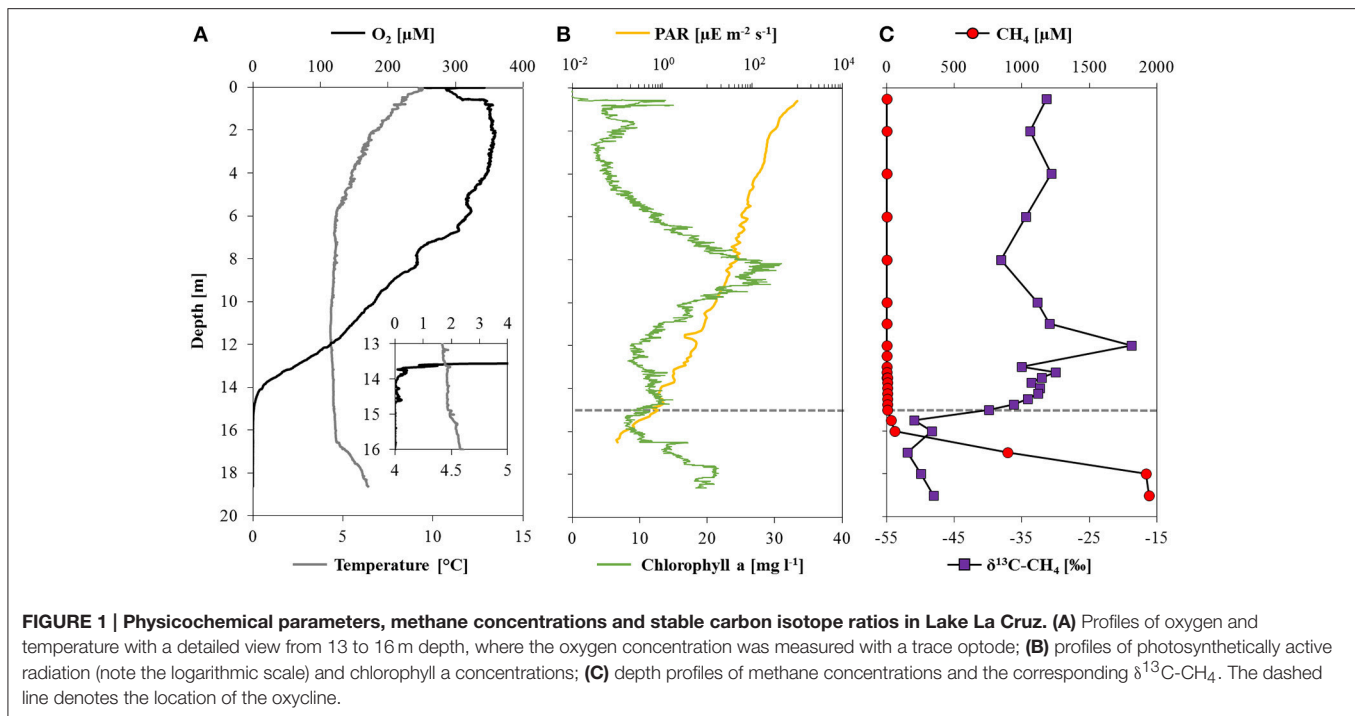 A
O₂ [µM]
0 100 200 300 400
0
2
4
6
8
10
12
14
16
18
20
Depth [m]
0 1 2 3 4
13
14
15
16
4 4.5 5
0 5 10 15
Temperature [°C]
B
PAR [µE m⁻² s⁻¹]
10⁻² 10⁰ 10² 10⁴
0 10 20 30 40
Chlorophyll a [mg l⁻¹]
C
CH₄ [µM]
0 500 1000 1500 2000
-55 -45 -35 -25 -15
δ¹³C-CH₄ [‰]
FIGURE 1 | Physicochemical parameters, methane concentrations and stable carbon isotope ratios in Lake La Cruz. (A) Profiles of oxygen and
temperature with a detailed view from 13 to 16 m depth, where the oxygen concentration was measured with a trace optode; (B) profiles of photosynthetically active
radiation (note the logarithmic scale) and chlorophyll a concentrations; (C) depth profiles of methane concentrations and the corresponding δ¹³C-CH₄. The dashed
line denotes the location of the oxycline.